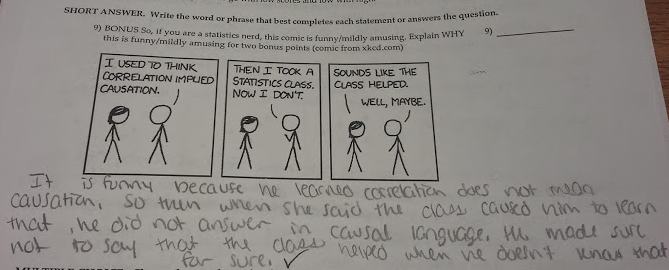 SHORT ANSWER. Write the word or phrase that best completes each statement or answers the question.
9) BONUS So, if you are a statistics nerd, this comic is funny/mildly amusing. Explain WHY
9)
this is funny/mildly amusing for two bonus points (comic from xkcd.com)
I USED TO THINK
CORRELATION IMPLIED
CAUSATION.
THEN I TOOK A
STATISTICS CLASS.
NOW I DON'T.
SOUNDS LIKE THE
CLASS HELPED.
WELL, MAYBE.
It is funny because he learned correlation does not mean
causation, so then when she said the class caused him to learn
that, he did not answer in causal language. He made sure
not to say that the class helped when he doesn't know that
for sure. ✓